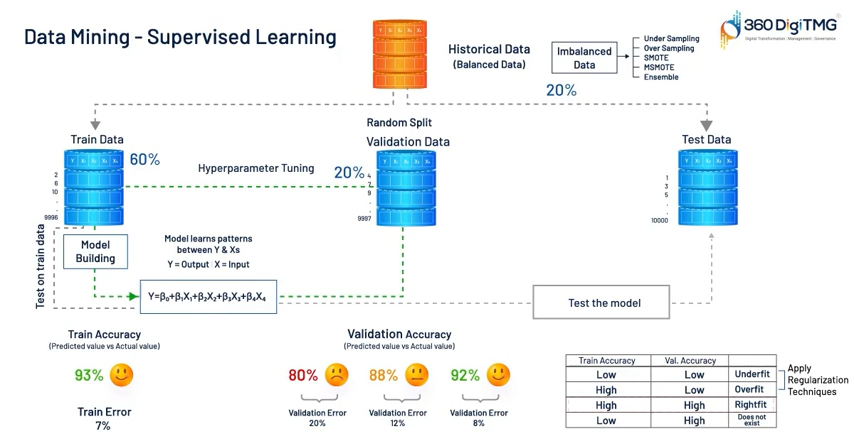 Data Mining - Supervised Learning
Historical Data
(Balanced Data)
Imbalanced
Data
Under Sampling
Over Sampling
SMOTE
MSMOTE
Ensemble
360 DigiTMG®
Digital Transformation | Management | Governance
20%
Random Split
Train Data
Validation Data
Test Data
60%
Hyperparameter Tuning
20%
Y X₁ X₂ X₃ X₄
2
6
10
.
.
9996
4
7
9
.
.
9997
1
3
5
.
.
10000
Test on train data
Model
Building
Model learns patterns
between Y & Xs
Y = Output | X = Input
Y=β₀+β₁X₁+β₂X₂+β₃X₃+β₄X₄
Test the model
Train Accuracy
(Predicted value vs Actual value)
93%
Train Error
7%
Validation Accuracy
(Predicted value vs Actual value)
80% 88% 92%
Validation Error Validation Error Validation Error
20% 12% 8%
Train Accuracy Val. Accuracy
Low Low Underfit
High Low Overfit
High High Rightfit
Low High Does not exist
Apply
Regularization
Techniques